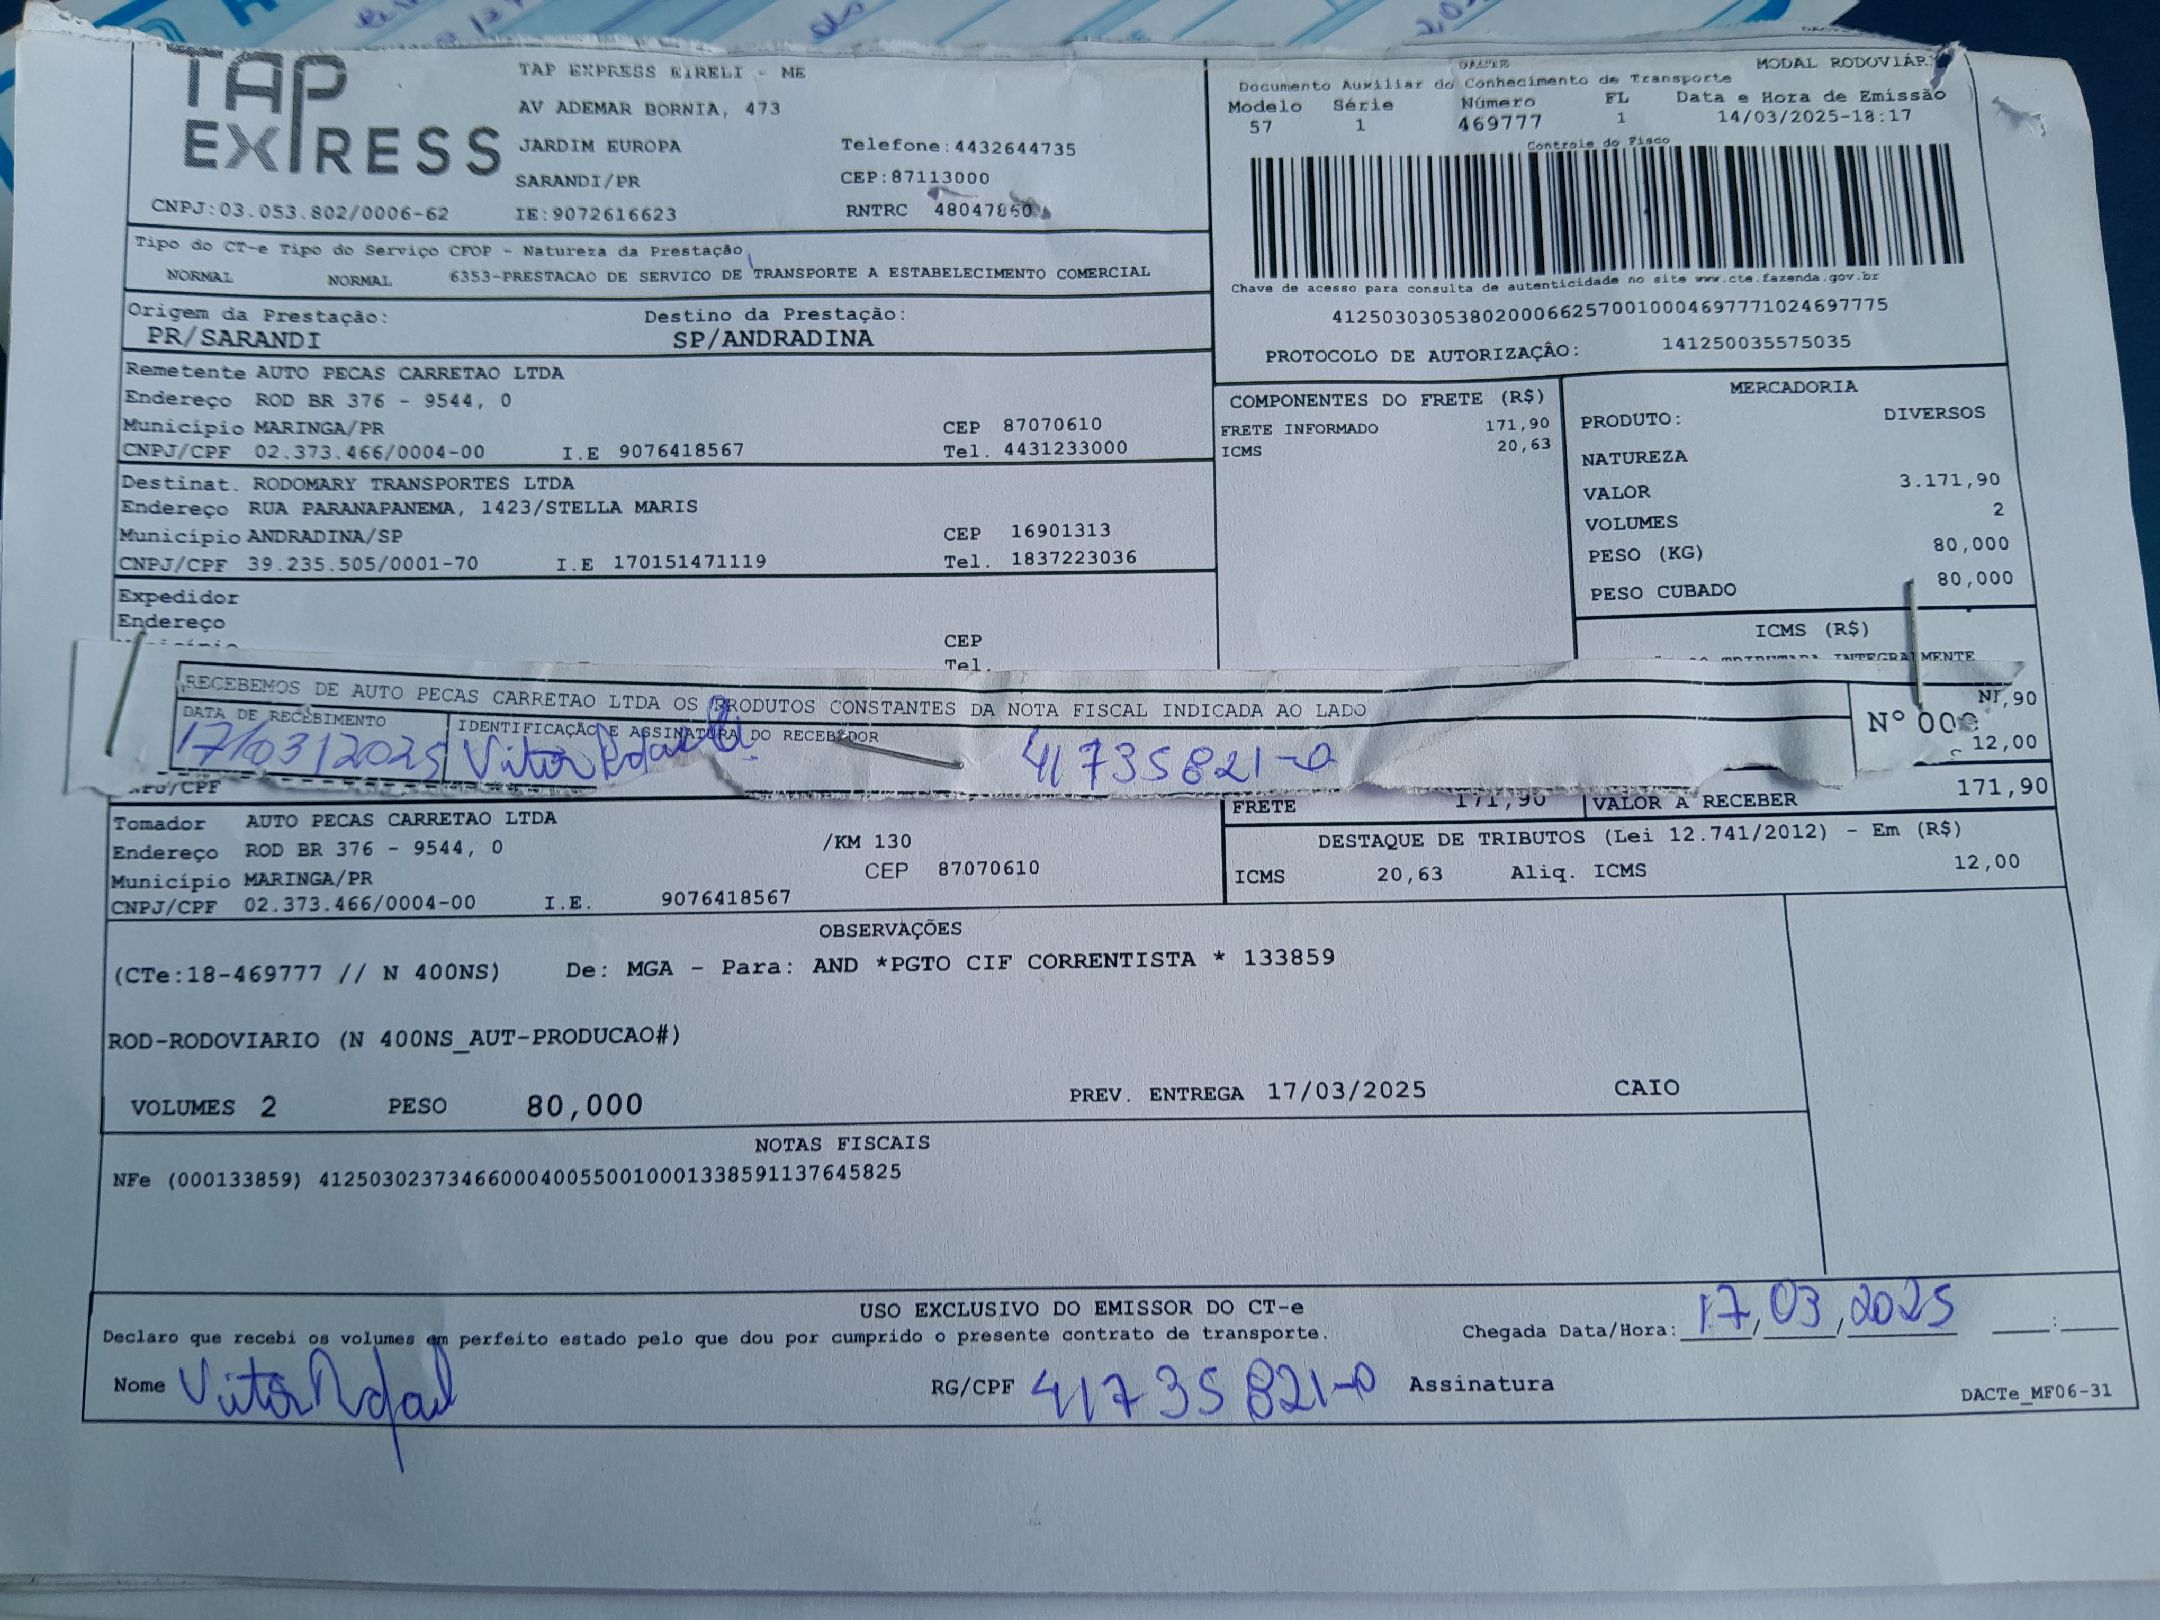 TAP EXPRESS
TAP EXPRESS EIRELI - ME
AV ADEMAR BORNIA, 473
JARDIM EUROPA Telefone:4432644735
SARANDI/PR CEP:87113000
CNPJ:03.053.802/0006-62 IE:9072616623 RNTRC 48047860
DACTE MODAL RODOVIÁR
Documento Auxiliar do Conhecimento de Transporte
Modelo Série Número FL Data e Hora de Emissão
57 1 469777 1 14/03/2025-18:17
Controle do Fisco
Chave de acesso para consulta de autenticidade no site www.cte.fazenda.gov.br
41250303053802000662570010004697771024697775
PROTOCOLO DE AUTORIZAÇÃO: 141250035575035
Tipo do CT-e Tipo do Serviço CFOP - Natureza da Prestação
NORMAL NORMAL 6353-PRESTACAO DE SERVICO DE TRANSPORTE A ESTABELECIMENTO COMERCIAL
Origem da Prestação: Destino da Prestação:
PR/SARANDI SP/ANDRADINA
Remetente AUTO PECAS CARRETAO LTDA
Endereço ROD BR 376 - 9544, 0
Município MARINGA/PR CEP 87070610
CNPJ/CPF 02.373.466/0004-00 I.E 9076418567 Tel. 4431233000
Destinat. RODOMARY TRANSPORTES LTDA
Endereço RUA PARANAPANEMA, 1423/STELLA MARIS
Município ANDRADINA/SP CEP 16901313
CNPJ/CPF 39.235.505/0001-70 I.E 170151471119 Tel. 1837223036
Expedidor
Endereço
CEP
Tel.
COMPONENTES DO FRETE (R$)
FRETE INFORMADO 171,90
ICMS 20,63
MERCADORIA
PRODUTO: DIVERSOS
NATUREZA
VALOR 3.171,90
VOLUMES 2
PESO (KG) 80,000
PESO CUBADO 80,000
ICMS (R$)
TRIBUTADA INTEGRALMENTE
RECEBEMOS DE AUTO PECAS CARRETAO LTDA OS PRODUTOS CONSTANTES DA NOTA FISCAL INDICADA AO LADO
DATA DE RECEBIMENTO IDENTIFICAÇÃO E ASSINATURA DO RECEBEDOR
17/03/2025 Vitor Rafael 41735821-0
,90
Nº 000
12,00
CNPJ/CPF
FRETE 171,90 VALOR A RECEBER 171,90
Tomador AUTO PECAS CARRETAO LTDA
Endereço ROD BR 376 - 9544, 0 /KM 130
Município MARINGA/PR CEP 87070610
CNPJ/CPF 02.373.466/0004-00 I.E. 9076418567
DESTAQUE DE TRIBUTOS (Lei 12.741/2012) - Em (R$)
ICMS 20,63 Aliq. ICMS 12,00
OBSERVAÇÕES
(CTe:18-469777 // N 400NS) De: MGA - Para: AND *PGTO CIF CORRENTISTA * 133859
ROD-RODOVIARIO (N 400NS_AUT-PRODUCAO#)
VOLUMES 2 PESO 80,000 PREV. ENTREGA 17/03/2025 CAIO
NOTAS FISCAIS
NFe (000133859) 41250302373466000400550010001338591137645825
USO EXCLUSIVO DO EMISSOR DO CT-e
Declaro que recebi os volumes em perfeito estado pelo que dou por cumprido o presente contrato de transporte. Chegada Data/Hora: 17,03,2025 :
Nome Vitor Rafael RG/CPF 41735821-0 Assinatura
DACTe_MF06-31